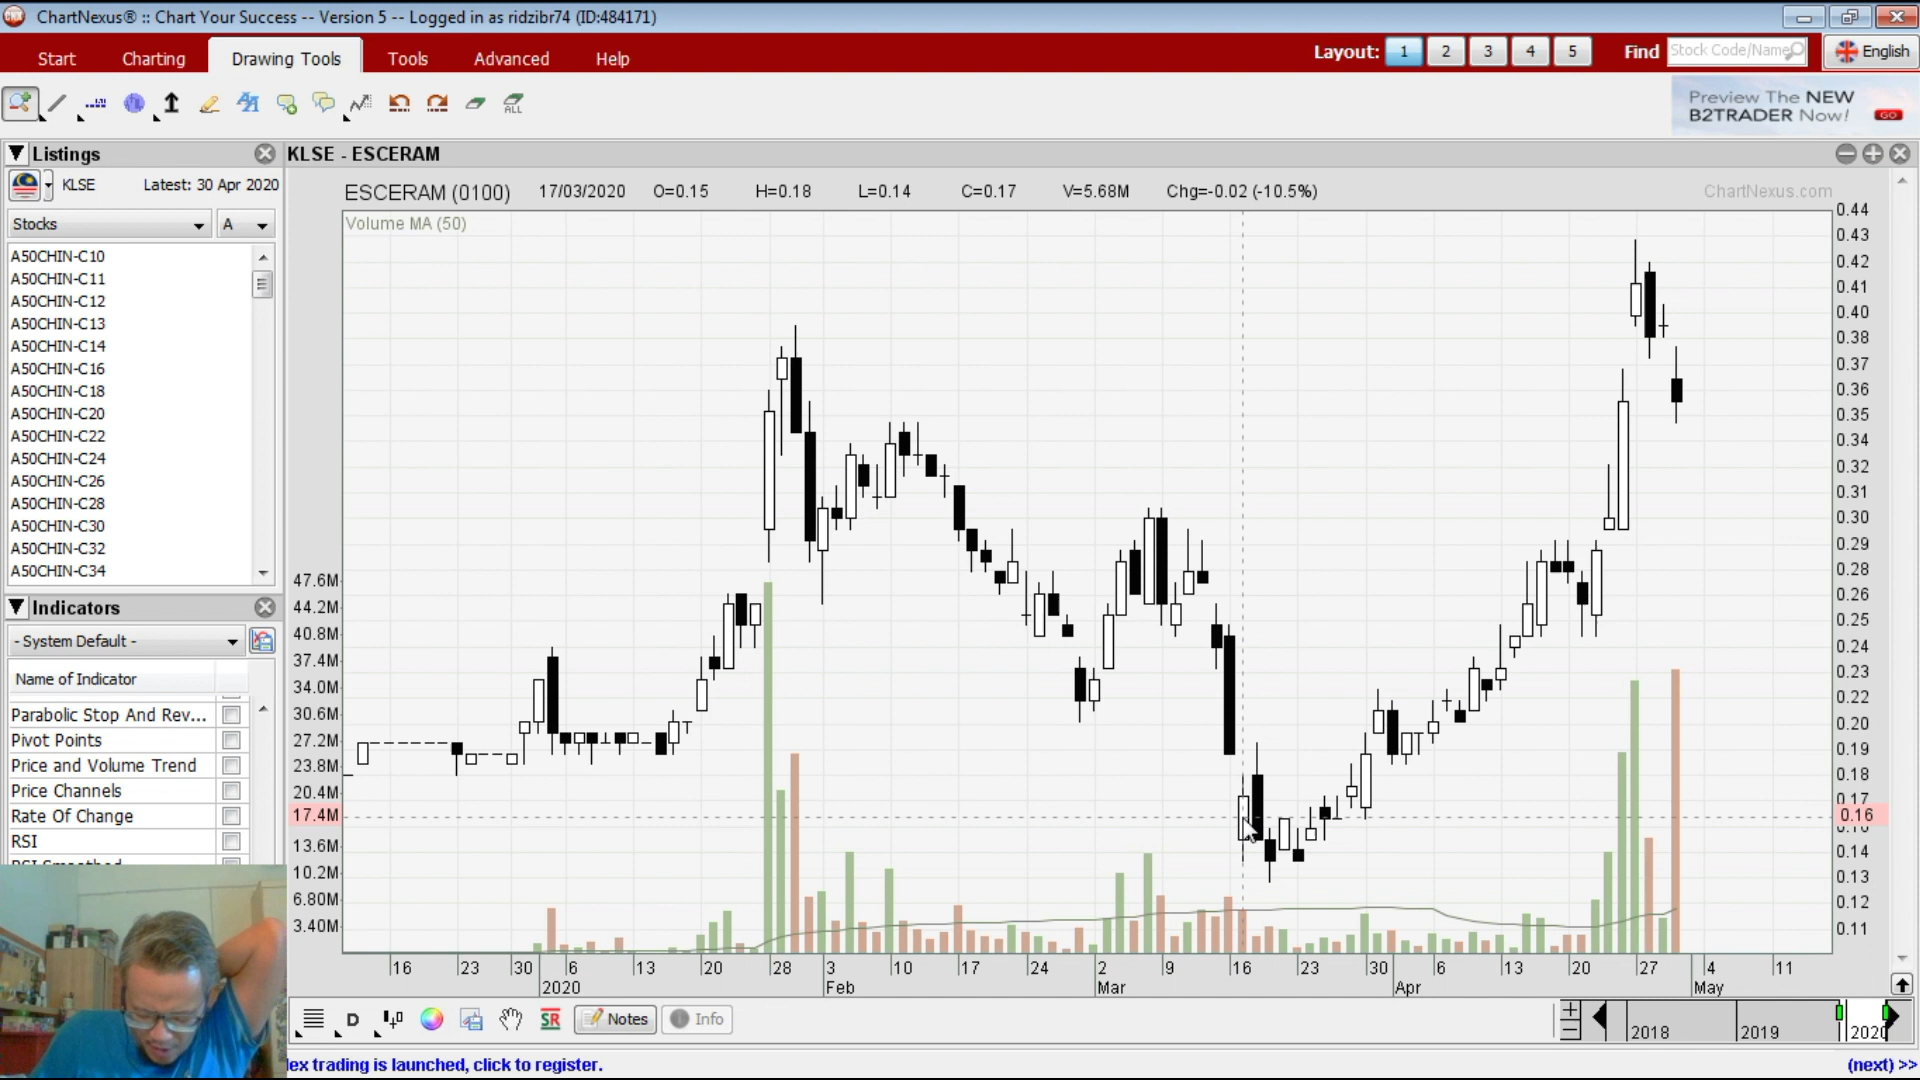 ChartNexus® :: Chart Your Success -- Version 5 -- Logged in as ridzibr74 (ID:484171)
Start Charting Drawing Tools Tools Advanced Help Layout: 1 2 3 4 5 Find Stock Code/Name English
Preview The NEW
B2TRADER Now! GO
Listings
KLSE Latest: 30 Apr 2020
Stocks A
A50CHIN-C10
A50CHIN-C11
A50CHIN-C12
A50CHIN-C13
A50CHIN-C14
A50CHIN-C16
A50CHIN-C18
A50CHIN-C20
A50CHIN-C22
A50CHIN-C24
A50CHIN-C26
A50CHIN-C28
A50CHIN-C30
A50CHIN-C32
A50CHIN-C34
Indicators
- System Default -
Name of Indicator
Parabolic Stop And Rev...
Pivot Points
Price and Volume Trend
Price Channels
Rate Of Change
RSI
RSI Smoothed
KLSE - ESCERAM
ESCERAM (0100) 17/03/2020 O=0.15 H=0.18 L=0.14 C=0.17 V=5.68M Chg=-0.02 (-10.5%) ChartNexus.com
Volume MA (50)
47.6M
44.2M
40.8M
37.4M
34.0M
30.6M
27.2M
23.8M
20.4M
17.4M
13.6M
10.2M
6.80M
3.40M
0.44
0.43
0.42
0.41
0.40
0.38
0.37
0.36
0.35
0.34
0.32
0.31
0.30
0.29
0.28
0.26
0.25
0.24
0.23
0.22
0.20
0.19
0.18
0.17
0.16
0.14
0.13
0.12
0.11
16 23 30 6 13 20 28 3 10 17 24 2 9 16 23 30 6 13 20 27 4 11
2020 Feb Mar Apr May
D SR Notes Info
2018 2019 2020
ex trading is launched, click to register. (next) >>